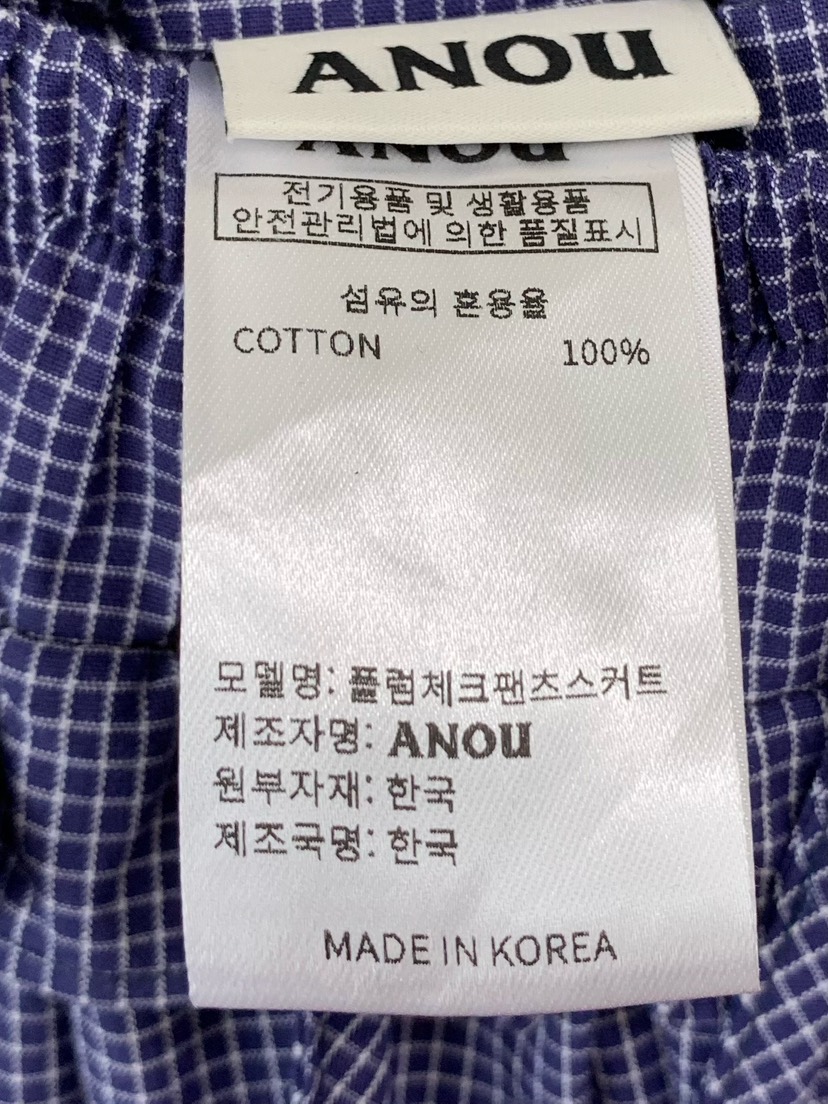 ANOU
ANOU
전기용품 및 생활용품
안전관리법에 의한 품질표시
섬유의 혼용율
COTTON 100%
모델명: 플럼체크팬츠스커트
제조자명: ANOU
원부자재: 한국
제조국명: 한국
MADE IN KOREA